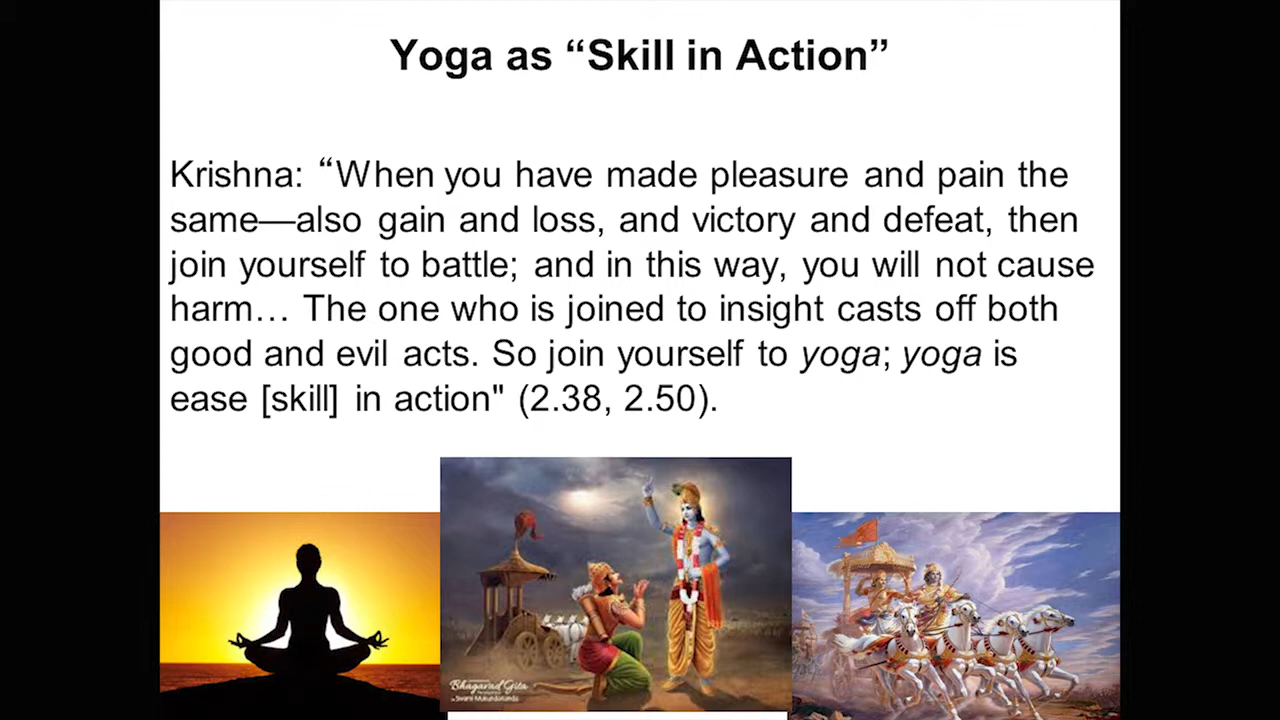 Yoga as “Skill in Action”
Krishna: “When you have made pleasure and pain the
same—also gain and loss, and victory and defeat, then
join yourself to battle; and in this way, you will not cause
harm… The one who is joined to insight casts off both
good and evil acts. So join yourself to yoga; yoga is
ease [skill] in action" (2.38, 2.50).
Bhagavad Gita
Swami Mukundananda